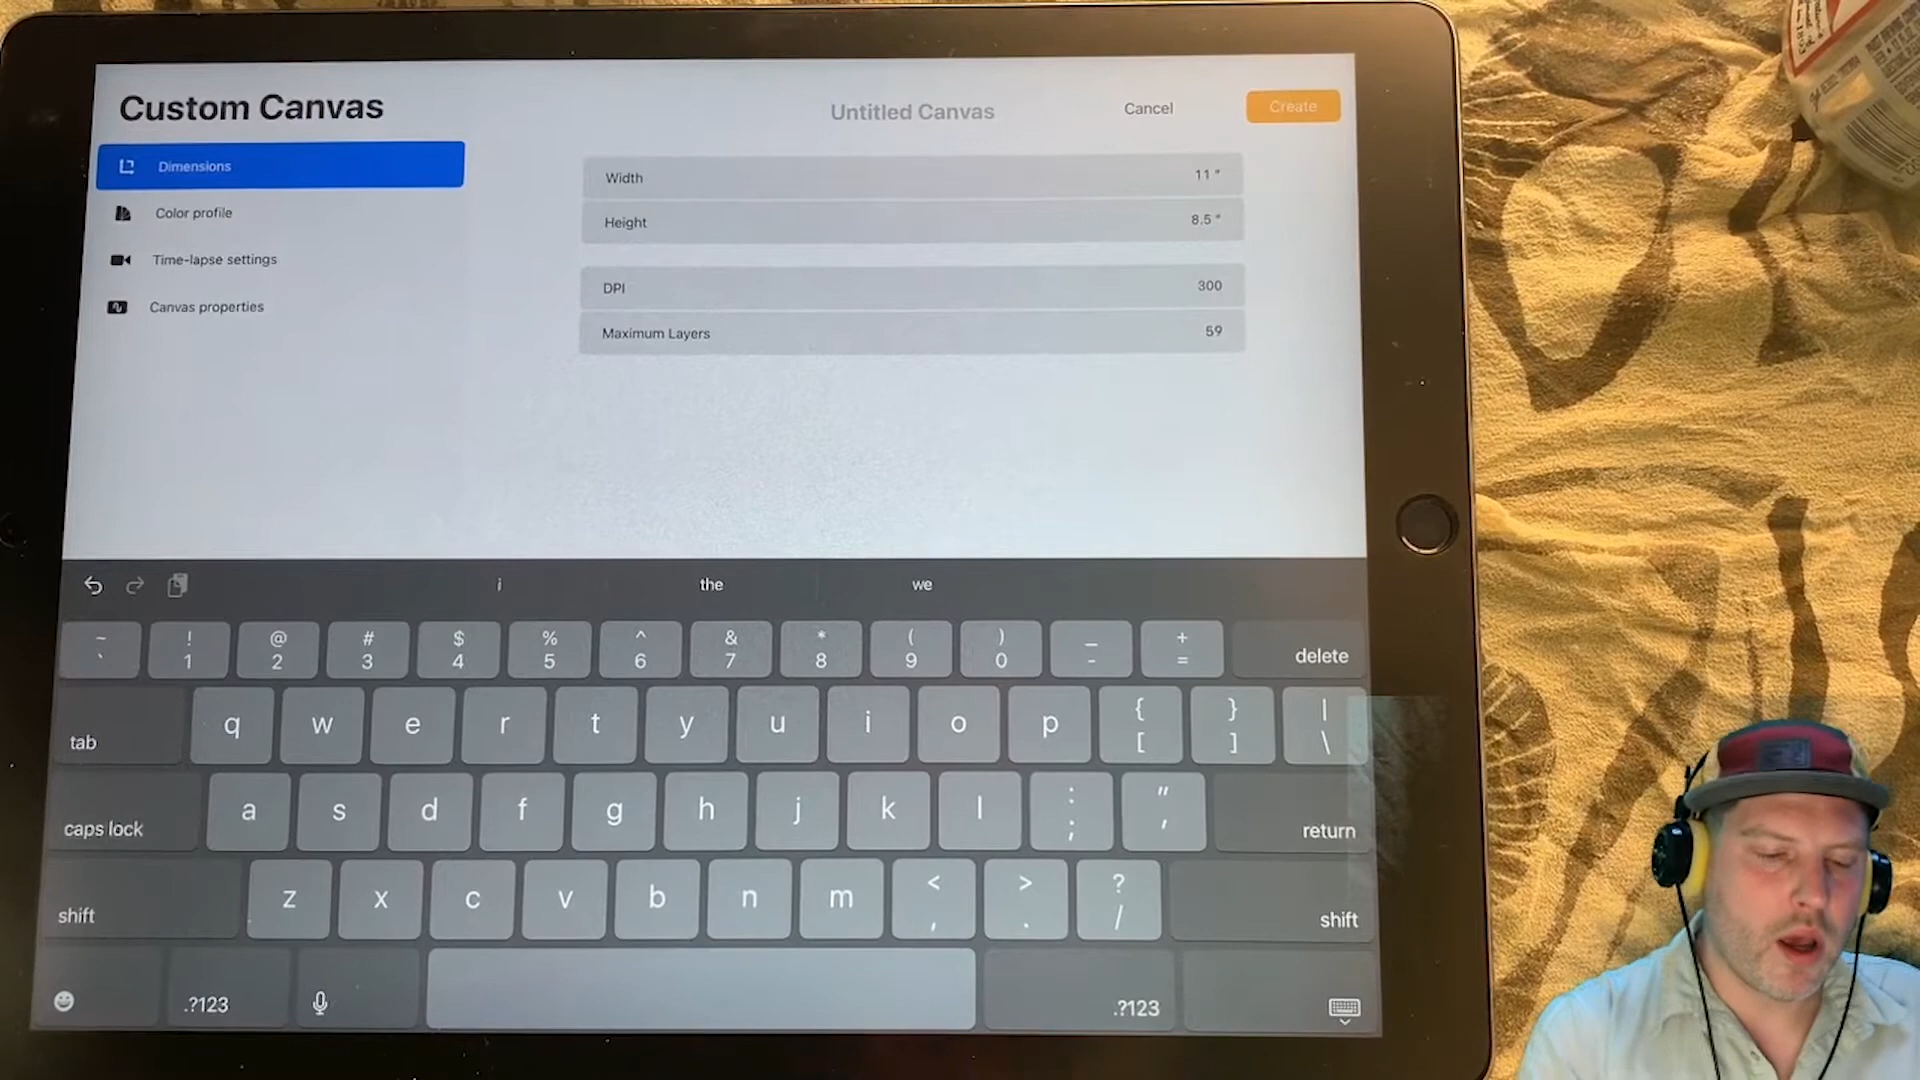 Custom Canvas
Untitled Canvas
Cancel
Create
Dimensions
Color profile
Time-lapse settings
Canvas properties
Width 11 "
Height 8.5 "
DPI 300
Maximum Layers 59
i the we
~ ! @ # $ % ^ & * ( ) _ +
` 1 2 3 4 5 6 7 8 9 0 - = delete
tab q w e r t y u i o p { [ } ] | \
caps lock a s d f g h j k l : ; " ' return
shift z x c v b n m < , > . ? / shift
.?123 .?123